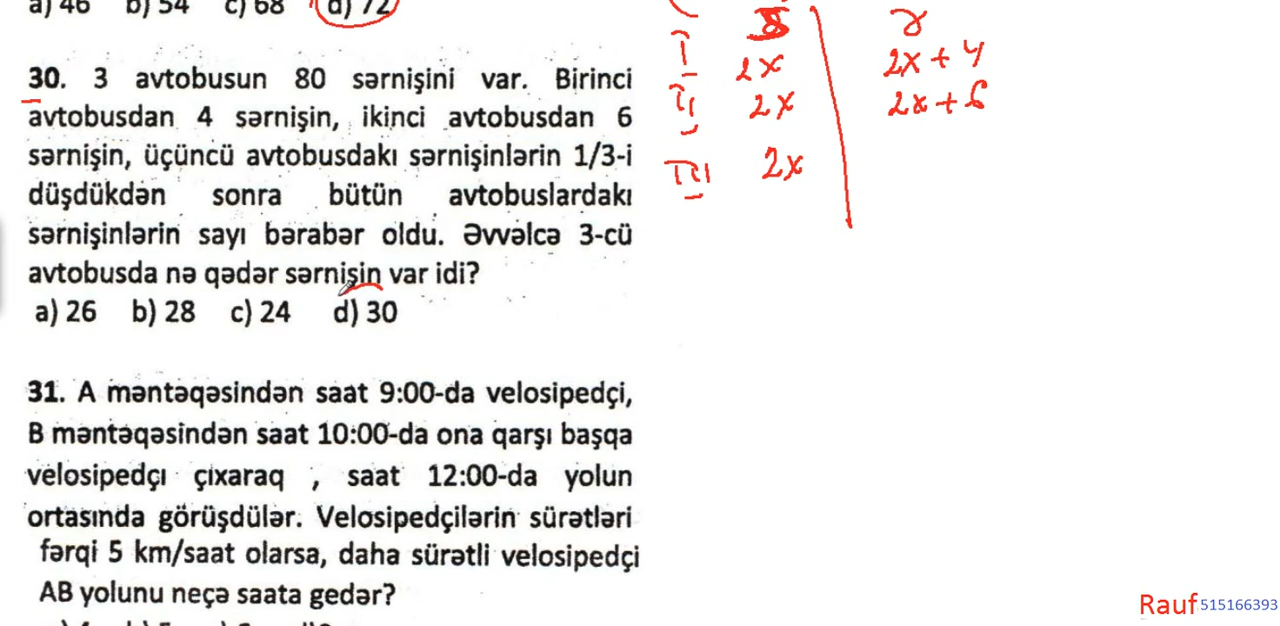 a) 46 b) 54 c) 68 d) 72
30. 3 avtobusun 80 sərnişini var. Birinci
avtobusdan 4 sərnişin, ikinci avtobusdan 6
sərnişin, üçüncü avtobusdakı sərnişinlərin 1/3-i
düşdükdən sonra bütün avtobuslardakı
sərnişinlərin sayı bərabər oldu. Əvvəlcə 3-cü
avtobusda nə qədər sərnişin var idi?
a) 26 b) 28 c) 24 d) 30
31. A məntəqəsindən saat 9:00-da velosipedçi,
B məntəqəsindən saat 10:00-da ona qarşı başqa
velosipedçı çıxaraq , saat 12:00-da yolun
ortasında görüşdülər. Velosipedçilərin sürətləri
fərqi 5 km/saat olarsa, daha sürətli velosipedçi
AB yolunu neçə saata gedər?
I 2x 2x + 4
II 2x 2x + 6
III 2x
Rauf 515166393